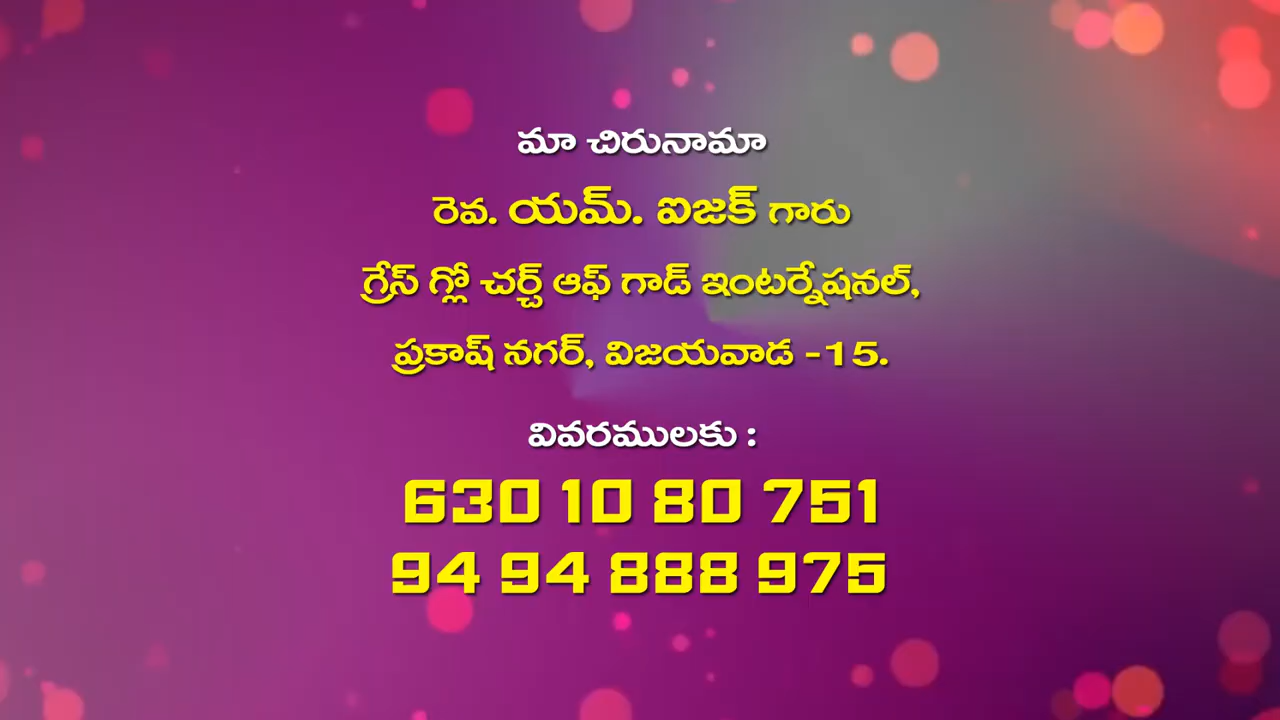 మా చిరునామా
రెవ. యమ్. ఐజక్ గారు
గ్రేస్ గ్లో చర్చ్ ఆఫ్ గాడ్ ఇంటర్నేషనల్,
ప్రకాష్ నగర్, విజయవాడ -15.
వివరములకు :
630 10 80 751
94 94 888 975